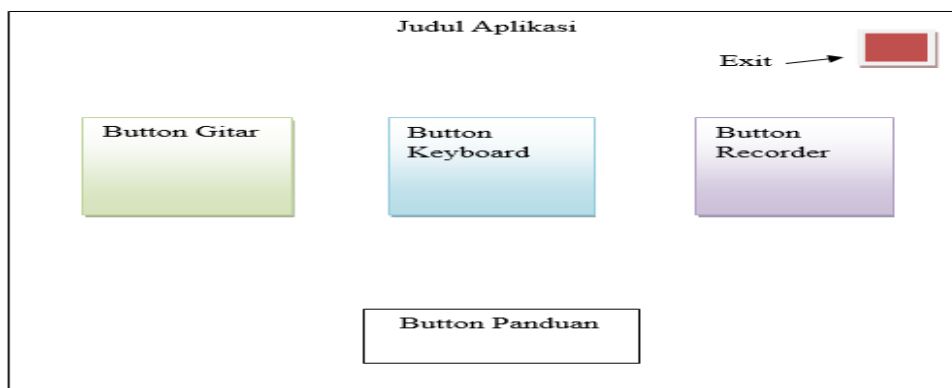 Judul Aplikasi
Exit
Button Gitar
Button
Keyboard
Button
Recorder
Button Panduan